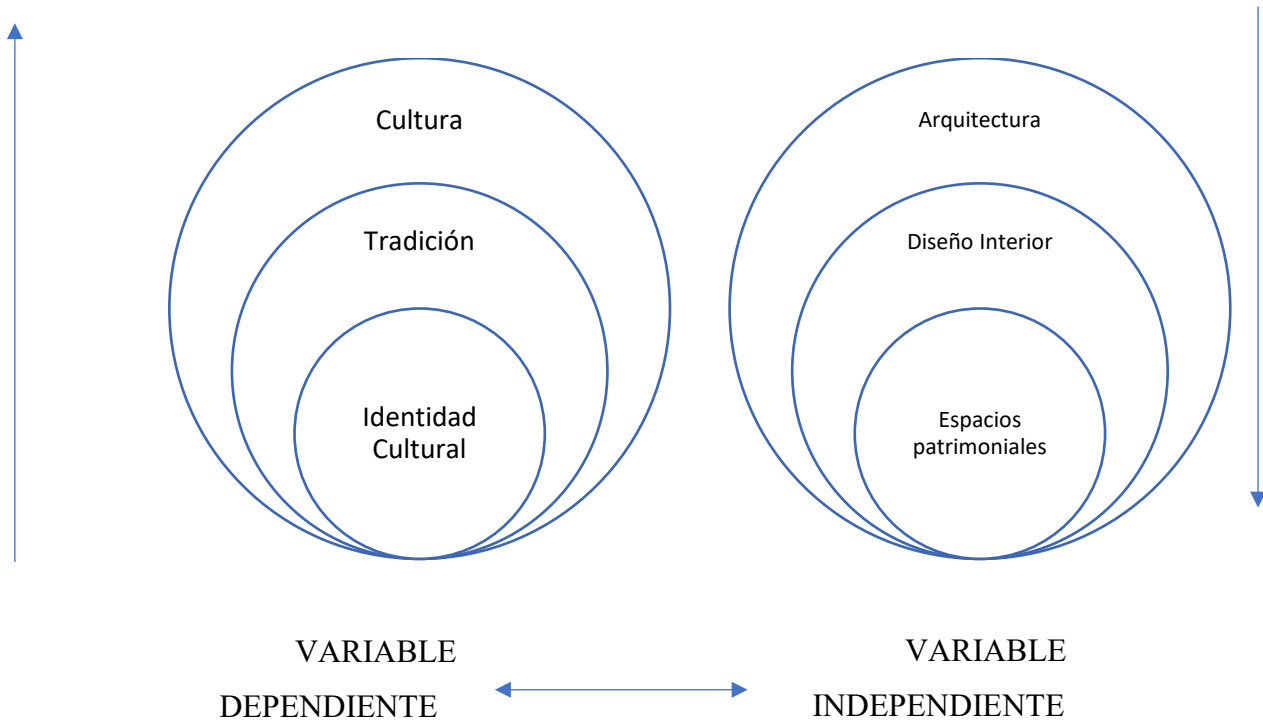 Cultura
Tradición
Identidad
Cultural
Arquitectura
Diseño Interior
Espacios
patrimoniales
VARIABLE
DEPENDIENTE
VARIABLE
INDEPENDIENTE